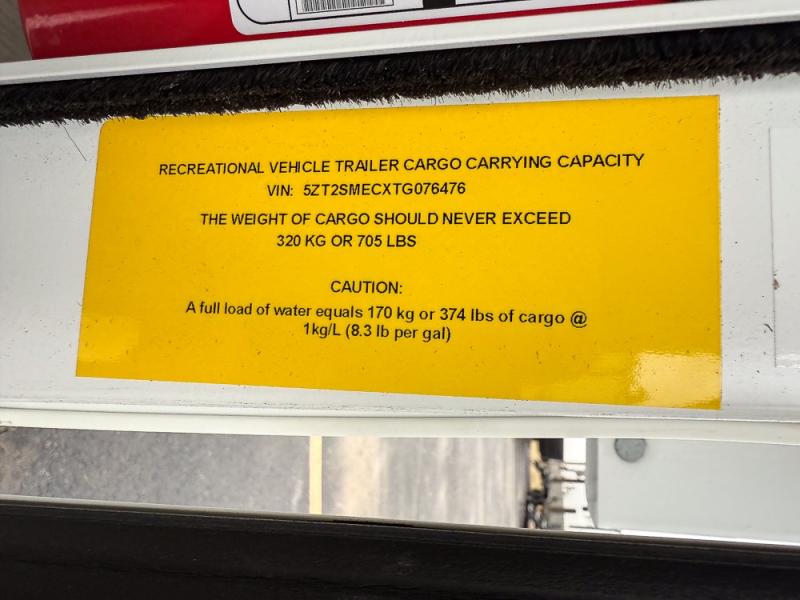 RECREATIONAL VEHICLE TRAILER CARGO CARRYING CAPACITY
VIN: 5ZT2SMECXTG076476
THE WEIGHT OF CARGO SHOULD NEVER EXCEED
320 KG OR 705 LBS
CAUTION:
A full load of water equals 170 kg or 374 lbs of cargo @
1kg/L (8.3 lb per gal)